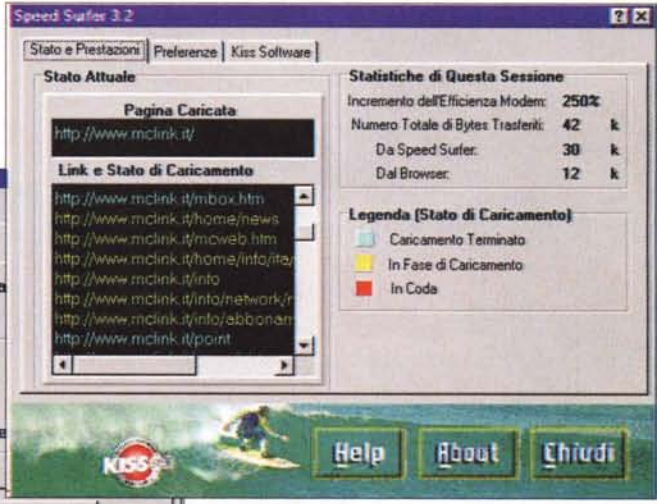 Speed Surfer 3.2
Stato e Prestazioni
Preferenze
Kiss Software
Stato Attuale
Pagina Caricata
http://www.mclink.it/
Link e Stato di Caricamento
http://www.mclink.it/mbox.htm
http://www.mclink.it/home/news
http://www.mclink.it/mcweb.htm
http://www.mclink.it/home/info/ita/
http://www.mclink.it/info
http://www.mclink.it/info/network/
http://www.mclink.it/info/abbonam
http://www.mclink.it/point
Statistiche di Questa Sessione
Incremento dell'Efficienza Modem: 250%
Numero Totale di Bytes Trasferiti: 42 k
Da Speed Surfer: 30 k
Dal Browser: 12 k
Legenda (Stato di Caricamento)
Caricamento Terminato
In Fase di Caricamento
In Coda
KISS
Help
About
Chiudi